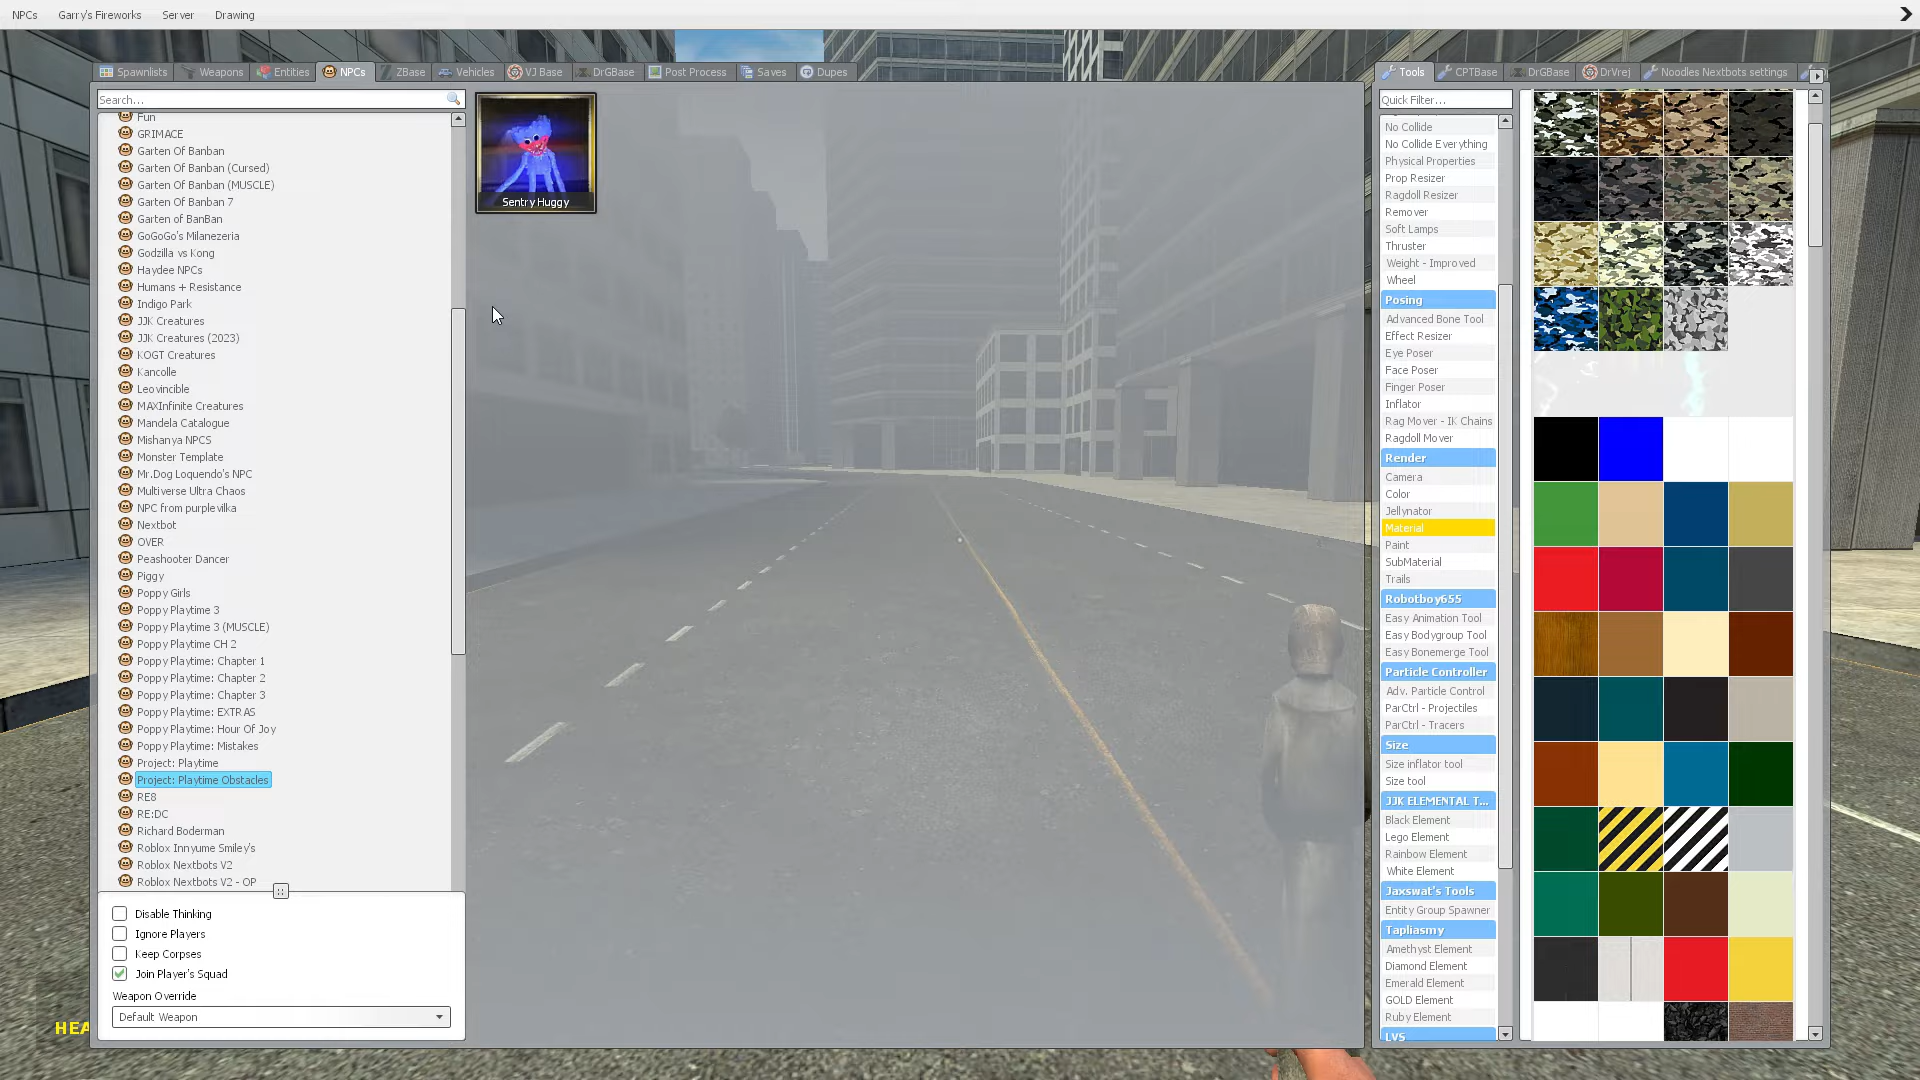 NPCs Garry's Fireworks Server Drawing
Spawnlists Weapons Entities NPCs ZBase Vehicles VJ Base DrGBase Post Process Saves Dupes
Search...
Fun
GRIMACE
Garten Of Banban
Garten Of Banban (Cursed)
Garten Of Banban (MUSCLE)
Garten Of Banban 7
Garten of BanBan
GoGoGo's Milanezeria
Godzilla vs Kong
Haydee NPCs
Humans + Resistance
Indigo Park
JJK Creatures
JJK Creatures (2023)
KOGT Creatures
Kancolle
Leovincible
MAXInfinite Creatures
Mandela Catalogue
Mishanya NPCS
Monster Template
Mr.Dog Loquendo's NPC
Multiverse Ultra Chaos
NPC from purplevilka
Nextbot
OVER
Peashooter Dancer
Piggy
Poppy Girls
Poppy Playtime 3
Poppy Playtime 3 (MUSCLE)
Poppy Playtime CH 2
Poppy Playtime: Chapter 1
Poppy Playtime: Chapter 2
Poppy Playtime: Chapter 3
Poppy Playtime: EXTRAS
Poppy Playtime: Hour Of Joy
Poppy Playtime: Mistakes
Project: Playtime
Project: Playtime Obstacles
RE8
RE:DC
Richard Boderman
Roblox Innyume Smiley's
Roblox Nextbots V2
Roblox Nextbots V2 - OP
Disable Thinking
Ignore Players
Keep Corpses
Join Player's Squad
Weapon Override
Default Weapon
HEA
Sentry Huggy
Tools CPTBase DrGBase DrVrej Noodles Nextbots settings
Quick Filter...
No Collide
No Collide Everything
Physical Properties
Prop Resizer
Ragdoll Resizer
Remover
Soft Lamps
Thruster
Weight - Improved
Wheel
Posing
Advanced Bone Tool
Effect Resizer
Eye Poser
Face Poser
Finger Poser
Inflator
Rag Mover - IK Chains
Ragdoll Mover
Render
Camera
Color
Jellynator
Material
Paint
SubMaterial
Trails
Robotboy655
Easy Animation Tool
Easy Bodygroup Tool
Easy Bonemerge Tool
Particle Controller
Adv. Particle Control
ParCtrl - Projectiles
ParCtrl - Tracers
Size
Size inflator tool
Size tool
JJK ELEMENTAL T...
Black Element
Lego Element
Rainbow Element
White Element
Jaxswat's Tools
Entity Group Spawner
Tapliasmy
Amethyst Element
Diamond Element
Emerald Element
GOLD Element
Ruby Element
LVS